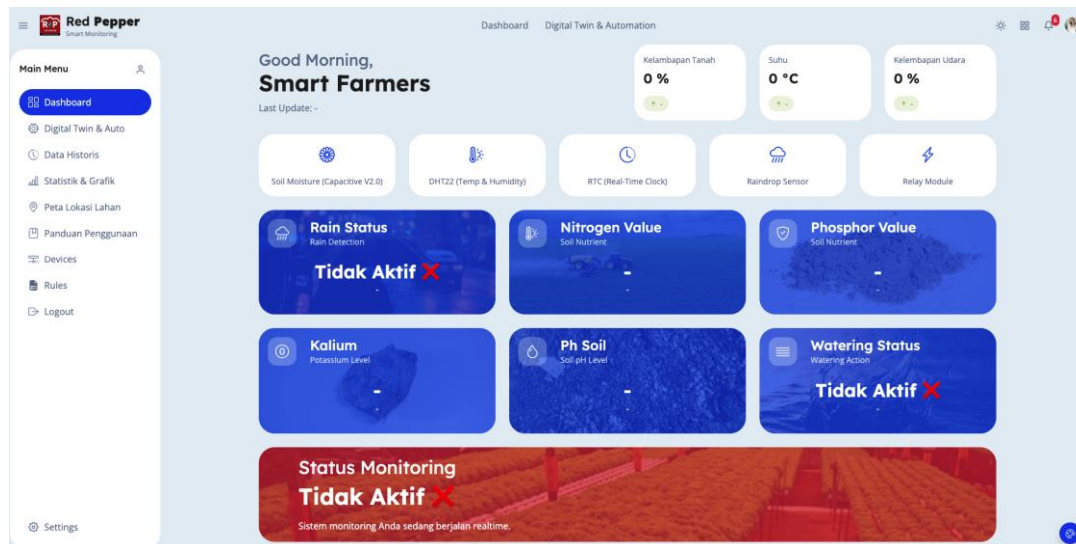 R P
Red Pepper
Smart Monitoring
Dashboard
Digital Twin & Automation
6
Main Menu
Dashboard
Digital Twin & Auto
Data Historis
Statistik & Grafik
Peta Lokasi Lahan
Panduan Penggunaan
Devices
Rules
Logout
Settings
Good Morning,
Smart Farmers
Last Update: -
Kelambapan Tanah
0 %
↑ -
Suhu
0 °C
↑ -
Kelembapan Udara
0 %
↑ -
Soil Moisture (Capacitive V2.0)
DHT22 (Temp & Humidity)
RTC (Real-Time Clock)
Raindrop Sensor
Relay Module
Rain Status
Rain Detection
Tidak Aktif ❌
-
Nitrogen Value
Soil Nutrient
-
-
Phosphor Value
Soil Nutrient
-
-
Kalium
Potassium Level
-
-
Ph Soil
Soil pH Level
-
-
Watering Status
Watering Action
Tidak Aktif ❌
-
Status Monitoring
Tidak Aktif ❌
Sistem monitoring Anda sedang berjalan realtime.